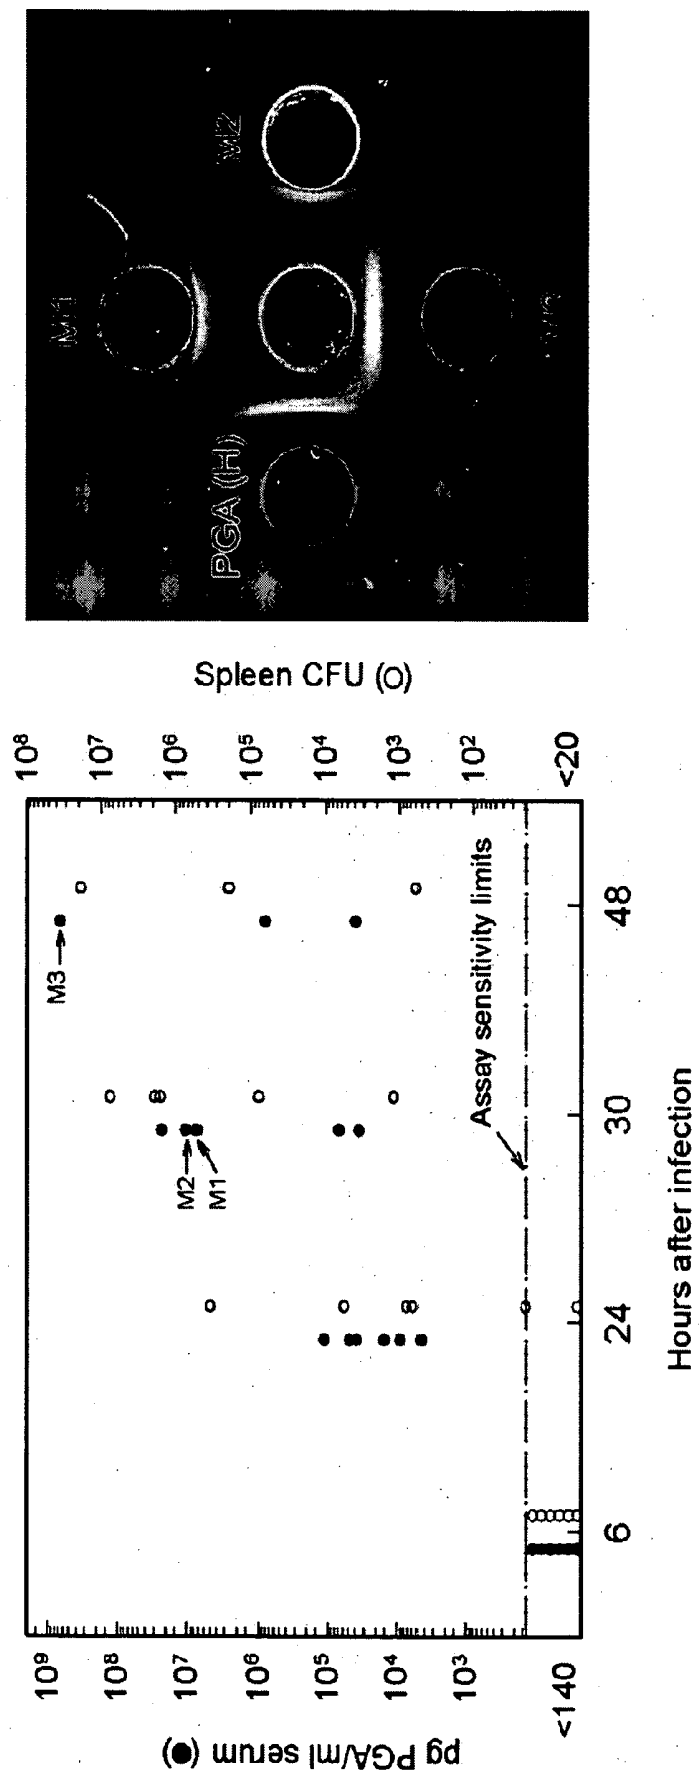 pg PGA/ml serum (●)
10⁹
10⁸
10⁷
10⁶
10⁵
10⁴
10³
<140
M3
M2
M1
Assay sensitivity limits
6
24
30
48
Hours after infection
10⁸
10⁷
10⁶
10⁵
10⁴
10³
10²
<20
Spleen CFU (○)
M1
PGA (H)
M2